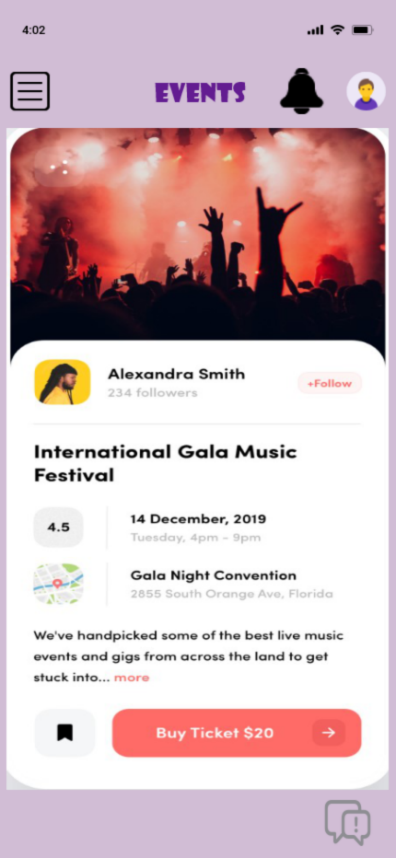 4:02
EVENTS
Alexandra Smith
234 followers
+Follow
International Gala Music
Festival
4.5
14 December, 2019
Tuesday, 4pm - 9pm
Gala Night Convention
2855 South Orange Ave, Florida
We've handpicked some of the best live music
events and gigs from across the land to get
stuck into... more
Buy Ticket $20